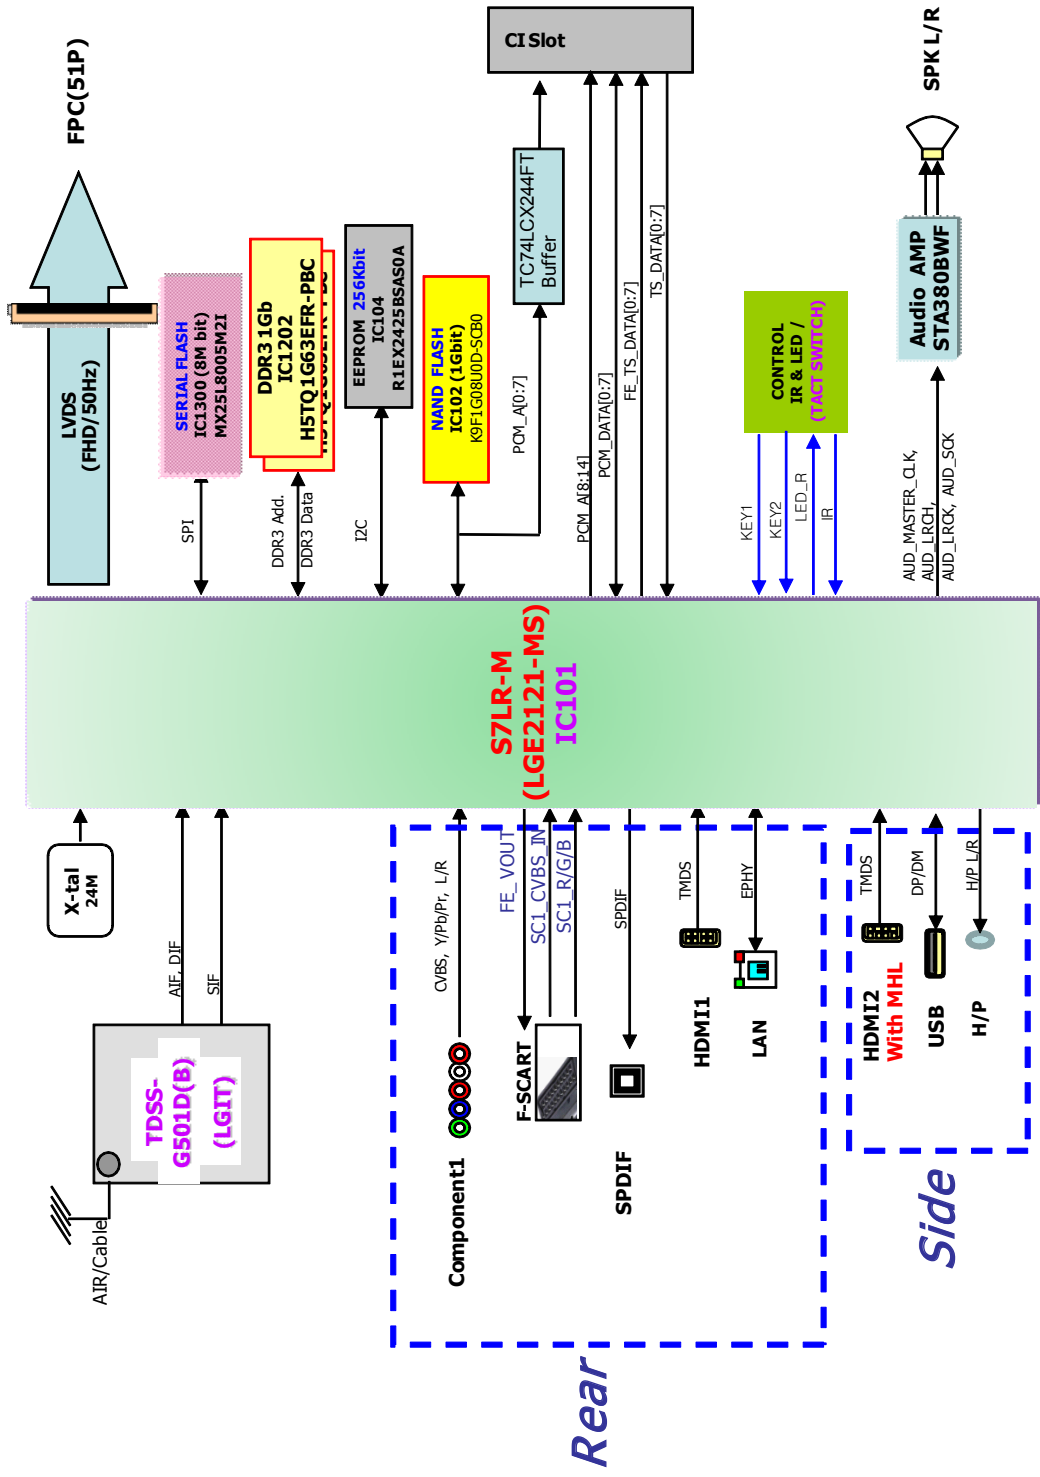 AIR/Cable
TDSS-
G501D(B)
(LGIT)
AIF, DIF
SIF
X-tal
24M
Rear
Component1
CVBS, Y/Pb/Pr, L/R
F-SCART
FE_VOUT
SC1_CVBS_IN
SC1_R/G/B
SPDIF
SPDIF
HDMI1
TMDS
LAN
EPHY
Side
HDMI2
With MHL
TMDS
USB
DP/DM
H/P
H/P L/R
S7LR-M
(LGE2121-MS)
IC101
LVDS
(FHD/50Hz)
FPC(51P)
SPI
SERIAL FLASH
IC1300 (8M bit)
MX25L8005M2I
DDR3 Add.
DDR3 Data
DDR3 1Gb
IC1202
H5TQ1G63EFR-PBC
I2C
EEPROM 256Kbit
IC104
R1EX2425BSAS0A
NAND FLASH
IC102 (1Gbit)
K9F1G08U0D-SCB0
PCM_A[0:7]
TC74LCX244FT
Buffer
CI Slot
PCM_A[8:14]
PCM_DATA[0:7]
FE_TS_DATA[0:7]
TS_DATA[0:7]
KEY1
KEY2
LED_R
IR
CONTROL
IR & LED /
(TACT SWITCH)
AUD_MASTER_CLK,
AUD_LRCH,
AUD_LRCK, AUD_SCK
Audio AMP
STA380BWF
SPK L/R